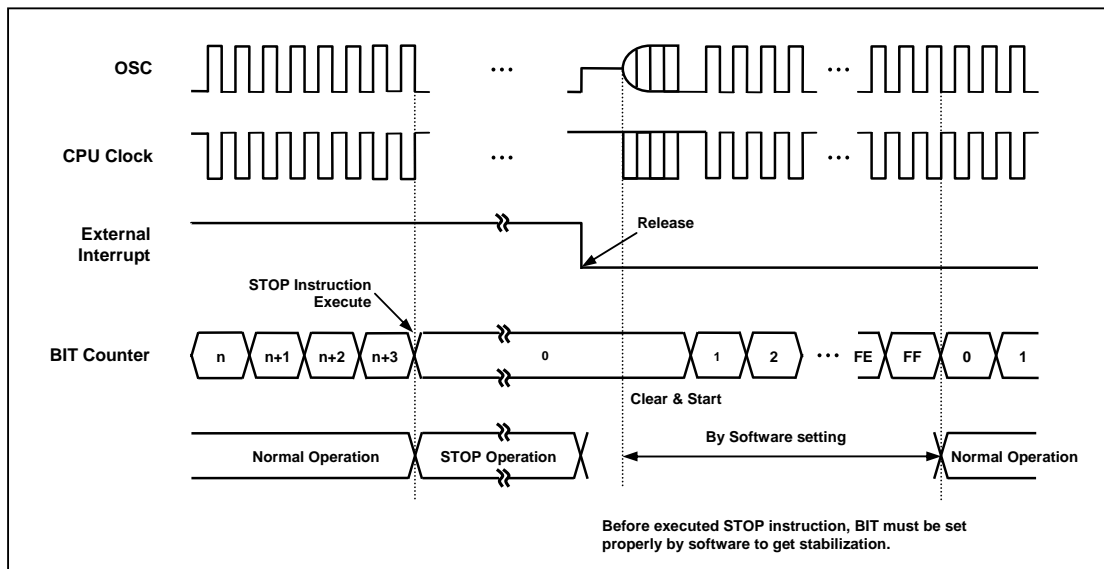 OSC
...
CPU Clock
...
External
Interrupt
Release
STOP Instruction
Execute
BIT Counter
n n+1 n+2 n+3 0 1 2 ... FE FF 0 1
Clear & Start
Normal Operation STOP Operation By Software setting Normal Operation
Before executed STOP instruction, BIT must be set
properly by software to get stabilization.